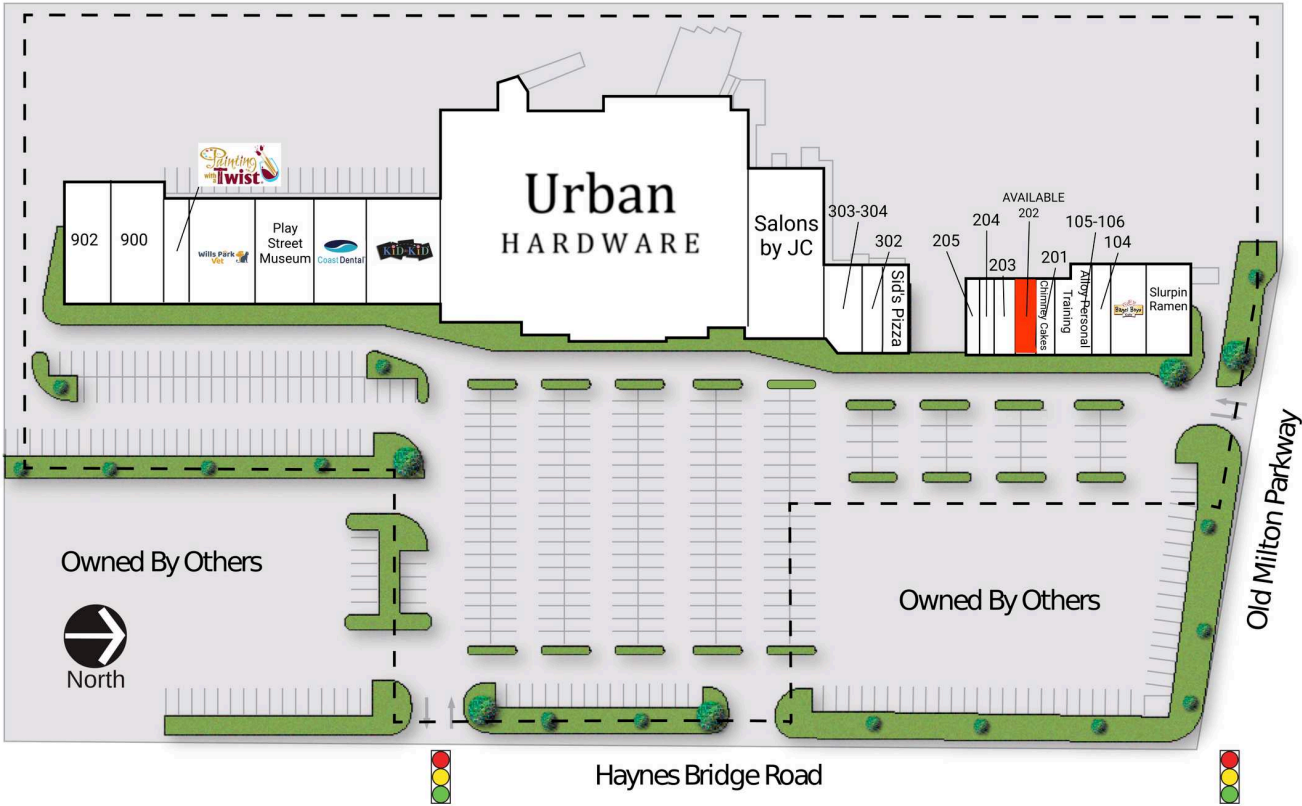 Painting
with a
Twist
902
900
Wills Park
Vet
Play
Street
Museum
Coast Dental
KiD to KiD
Urban
HARDWARE
Salons
by JC
303-304
302
Sid's Pizza
205
204
203
AVAILABLE
202
201
Chimney Cakes
Alloy Personal
Training
105-106
104
Slurpin
Ramen
Owned By Others
North
Owned By Others
Old Milton Parkway
Haynes Bridge Road